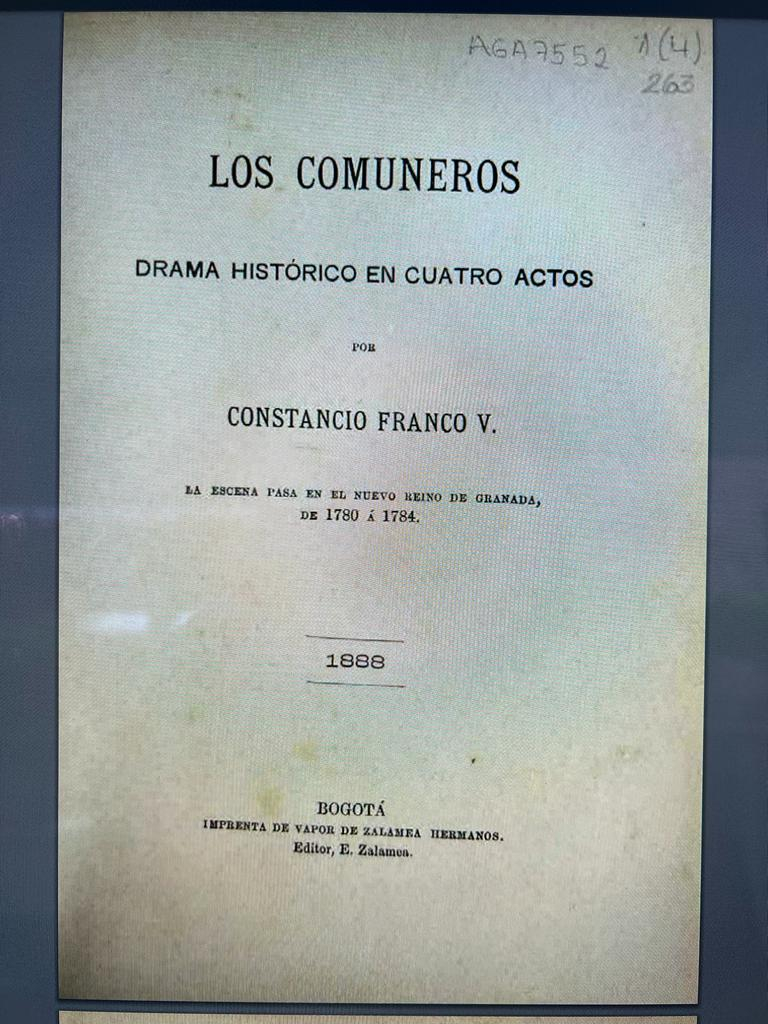 AGA7552 1(4)
263
LOS COMUNEROS
DRAMA HISTÓRICO EN CUATRO ACTOS
POR
CONSTANCIO FRANCO V.
LA ESCENA PASA EN EL NUEVO REINO DE GRANADA,
DE 1780 Á 1784.
1888
BOGOTÁ
IMPRENTA DE VAPOR DE ZALAMEA HERMANOS.
Editor, E. Zalamea.